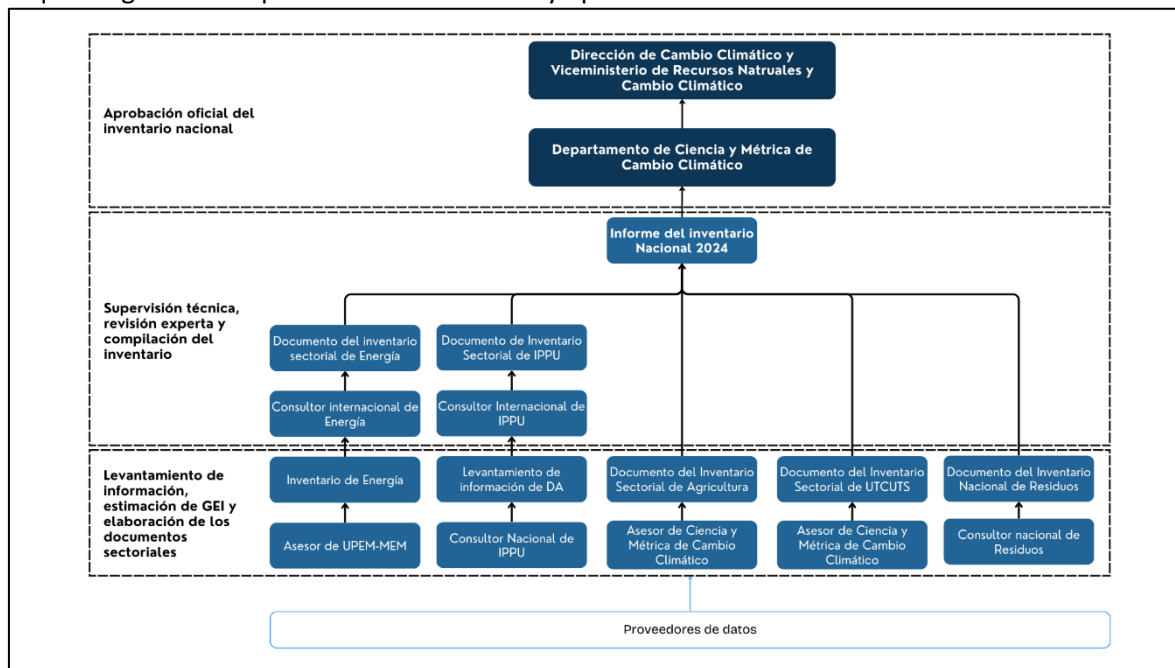 Dirección de Cambio Climático y
Viceministerio de Recursos Natruales y
Cambio Climático
Aprobación oficial del
inventario nacional
Departamento de Ciencia y Métrica de
Cambio Climático
Informe del inventario
Nacional 2024
Supervisión técnica,
revisión experta y
compilación del
inventario
Documento del inventario
sectorial de Energía
Documento de Inventario
Sectorial de IPPU
Consultor internacional de
Energía
Consultor Internacional de
IPPU
Levantamiento de
información,
estimación de GEI y
elaboración de los
documentos
sectoriales
Inventario de Energía
Levantamiento de
información de DA
Documento del Inventario
Sectorial de Agricultura
Documento del Inventario
Sectorial de UTCUTS
Documento del Inventario
Nacional de Residuos
Asesor de UPEM-MEM
Consultor Nacional de
IPPU
Asesor de Ciencia y
Métrica de Cambio
Climático
Asesor de Ciencia y
Métrica de Cambio
Climático
Consultor nacional de
Residuos
Proveedores de datos